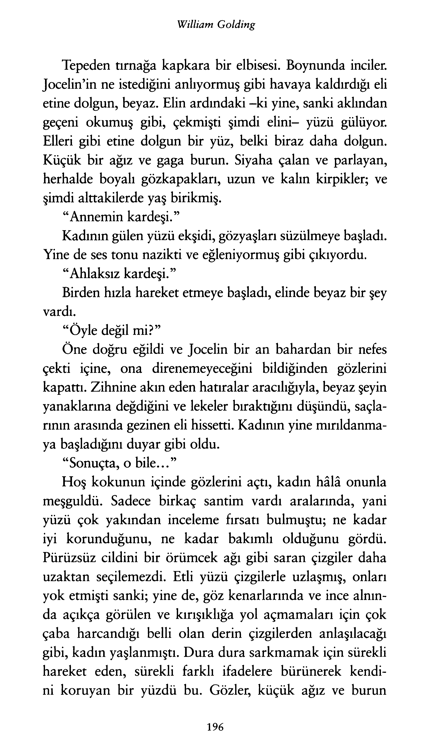 William Golding
Tepeden tırnağa kapkara bir elbisesi. Boynunda inciler.
Jocelin’in ne istediğini anlıyormuş gibi havaya kaldırdığı eli
etine dolgun, beyaz. Elin ardındaki –ki yine, sanki aklından
geçeni okumuş gibi, çekmişti şimdi elini– yüzü gülüyor.
Elleri gibi etine dolgun bir yüz, belki biraz daha dolgun.
Küçük bir ağız ve gaga burun. Siyaha çalan ve parlayan,
herhalde boyalı gözkapakları, uzun ve kalın kirpikler; ve
şimdi alttakilerde yaş birikmiş.
“Annemin kardeşi.”
Kadının gülen yüzü ekşidi, gözyaşları süzülmeye başladı.
Yine de ses tonu nazikti ve eğleniyormuş gibi çıkıyordu.
“Ahlaksız kardeşi.”
Birden hızla hareket etmeye başladı, elinde beyaz bir şey
vardı.
“Öyle değil mi?”
Öne doğru eğildi ve Jocelin bir an bahardan bir nefes
çekti içine, ona direnemeyeceğini bildiğinden gözlerini
kapattı. Zihnine akın eden hatıralar aracılığıyla, beyaz şeyin
yanaklarına değdiğini ve lekeler bıraktığını düşündü, saçla-
rının arasında gezinen eli hissetti. Kadının yine mırıldanma-
ya başladığını duyar gibi oldu.
“Sonuçta, o bile...”
Hoş kokunun içinde gözlerini açtı, kadın hâlâ onunla
meşguldü. Sadece birkaç santim vardı aralarında, yani
yüzü çok yakından inceleme fırsatı bulmuştu; ne kadar
iyi korunduğunu, ne kadar bakımlı olduğunu gördü.
Pürüzsüz cildini bir örümcek ağı gibi saran çizgiler daha
uzaktan seçilemezdi. Etli yüzü çizgilerle uzlaşmış, onları
yok etmişti sanki; yine de, göz kenarlarında ve ince alnın-
da açıkça görülen ve kırışıklığa yol açmamaları için çok
çaba harcandığı belli olan derin çizgilerden anlaşılacağı
gibi, kadın yaşlanmıştı. Dura dura sarkmamak için sürekli
hareket eden, sürekli farklı ifadelere bürünerek kendi-
ni koruyan bir yüzdü bu. Gözler, küçük ağız ve burun
196